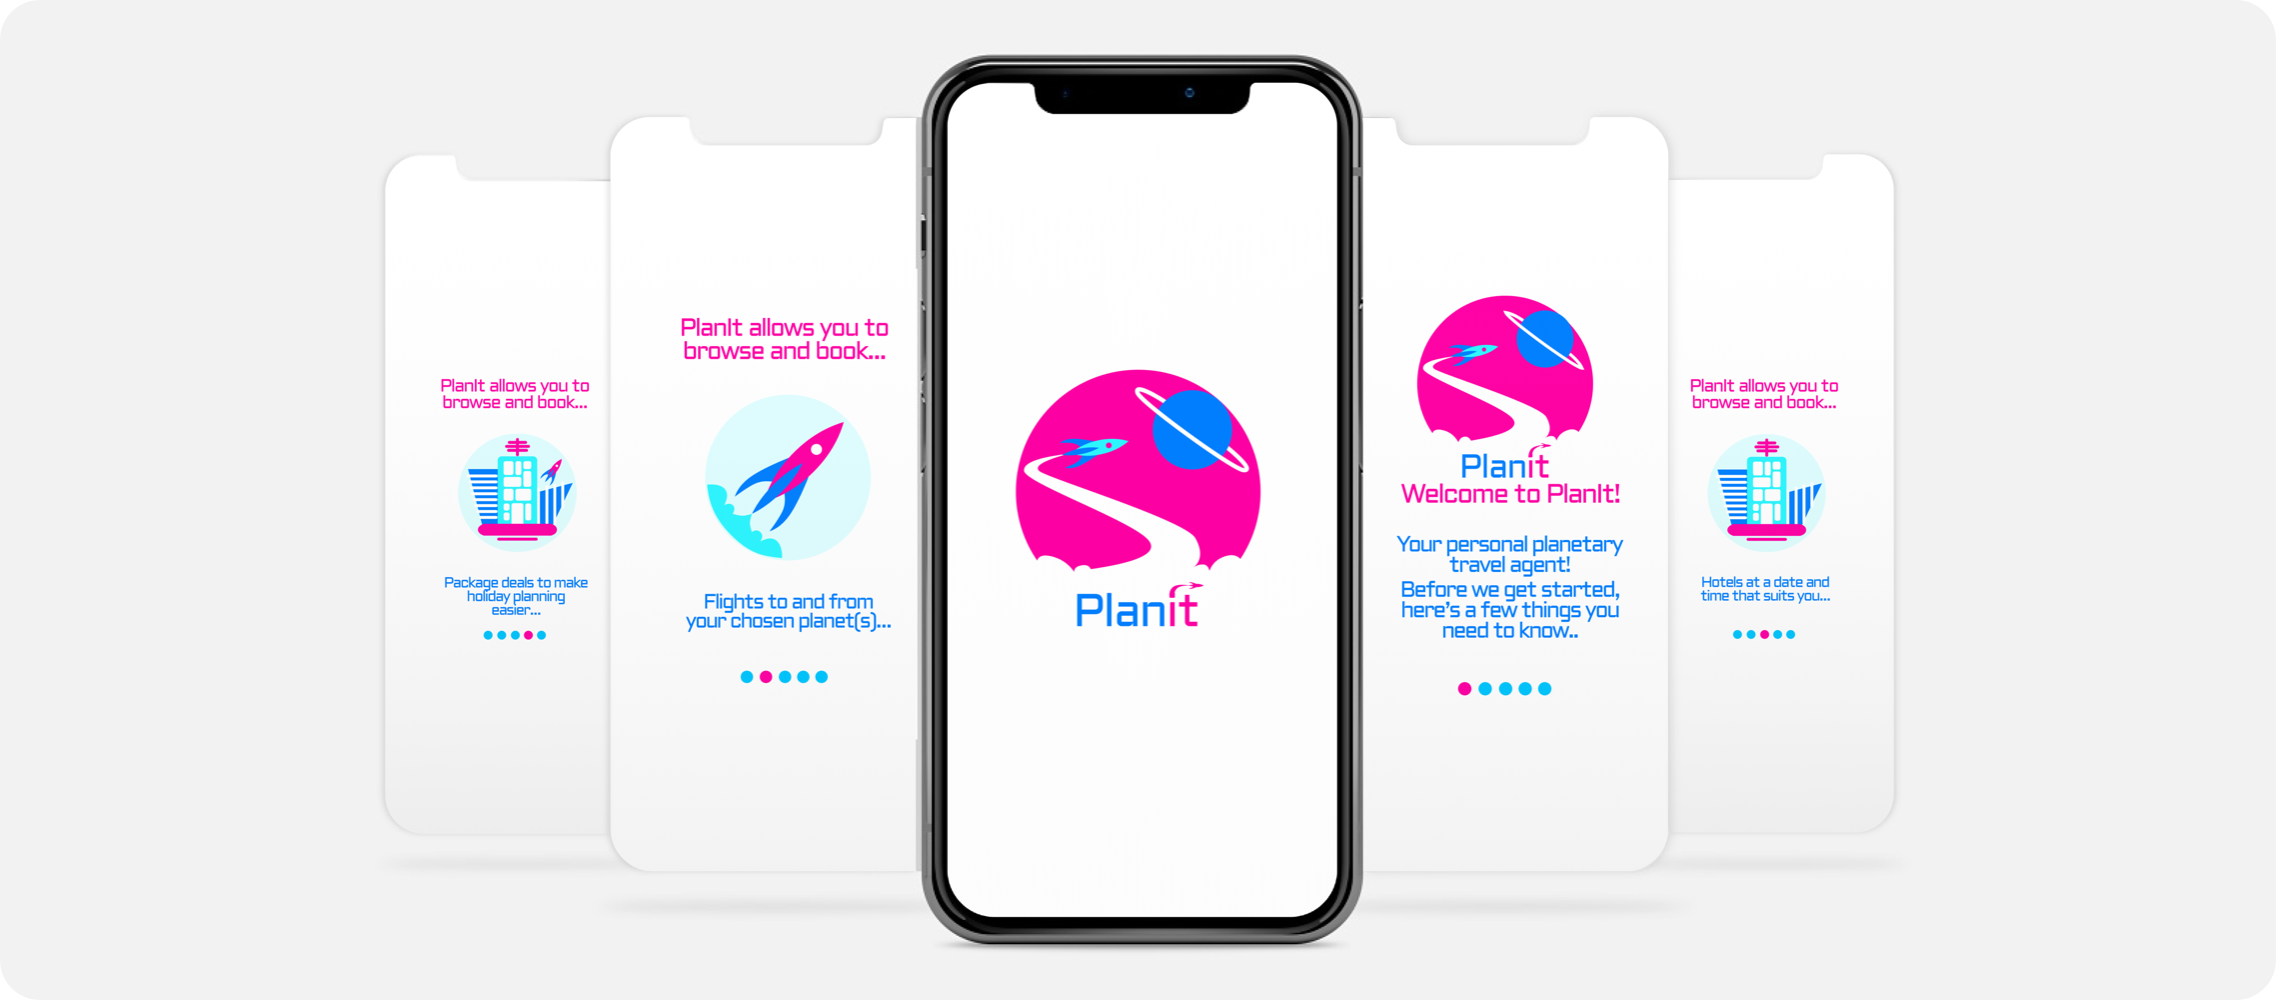 PlanIt allows you to
browse and book...
Package deals to make
holiday planning
easier...
PlanIt allows you to
browse and book...
Flights to and from
your chosen planet(s)...
Planit
Planit
Welcome to PlanIt!
Your personal planetary
travel agent!
Before we get started,
here's a few things you
need to know..
PlanIt allows you to
browse and book...
Hotels at a date and
time that suits you...